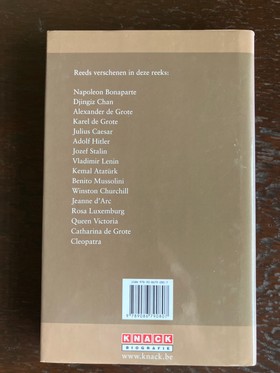 Reeds verschenen in deze reeks:
Napoleon Bonaparte
Djingiz Chan
Alexander de Grote
Karel de Grote
Julius Caesar
Adolf Hitler
Jozef Stalin
Vladimir Lenin
Kemal Atatürk
Benito Mussolini
Winston Churchill
Jeanne d'Arc
Rosa Luxemburg
Queen Victoria
Catharina de Grote
Cleopatra
KNACK
BIOGRAFIE
www.knack.be